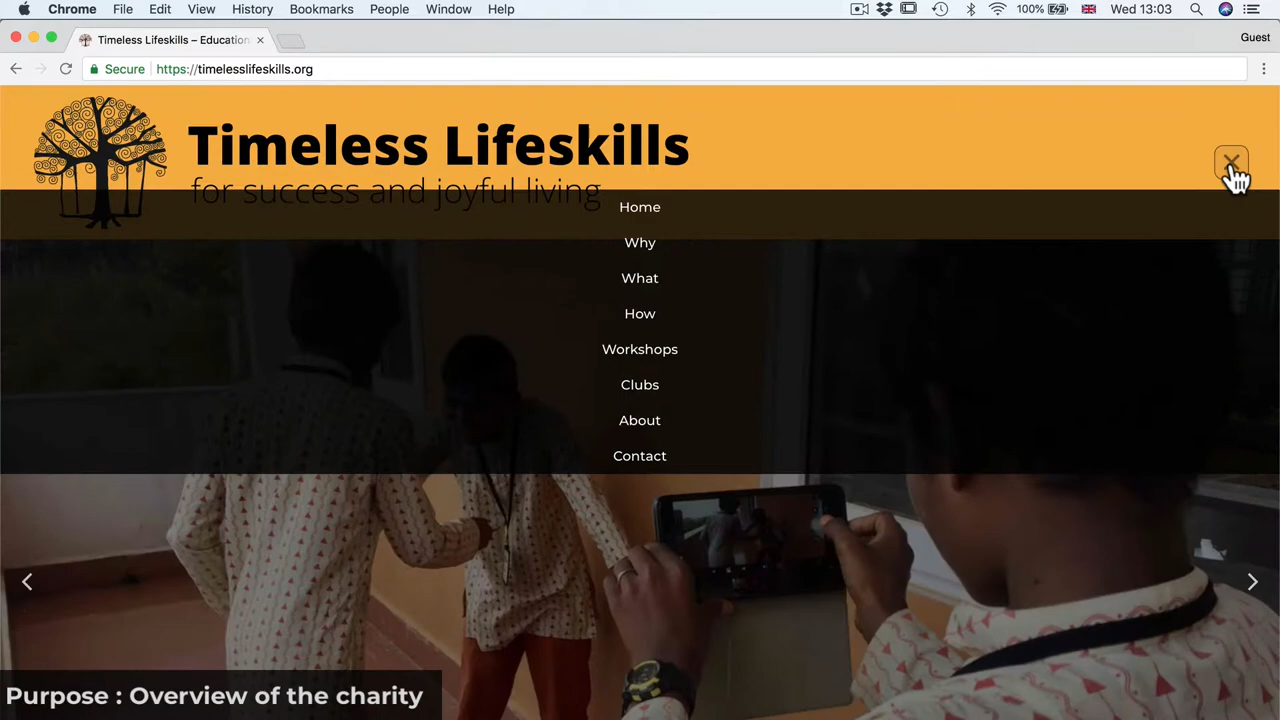 Chrome File Edit View History Bookmarks People Window Help 100% Wed 13:03
Timeless Lifeskills – Education Guest
Secure https://timelesslifeskills.org
Timeless Lifeskills
for success and joyful living
Home
Why
What
How
Workshops
Clubs
About
Contact
Purpose : Overview of the charity